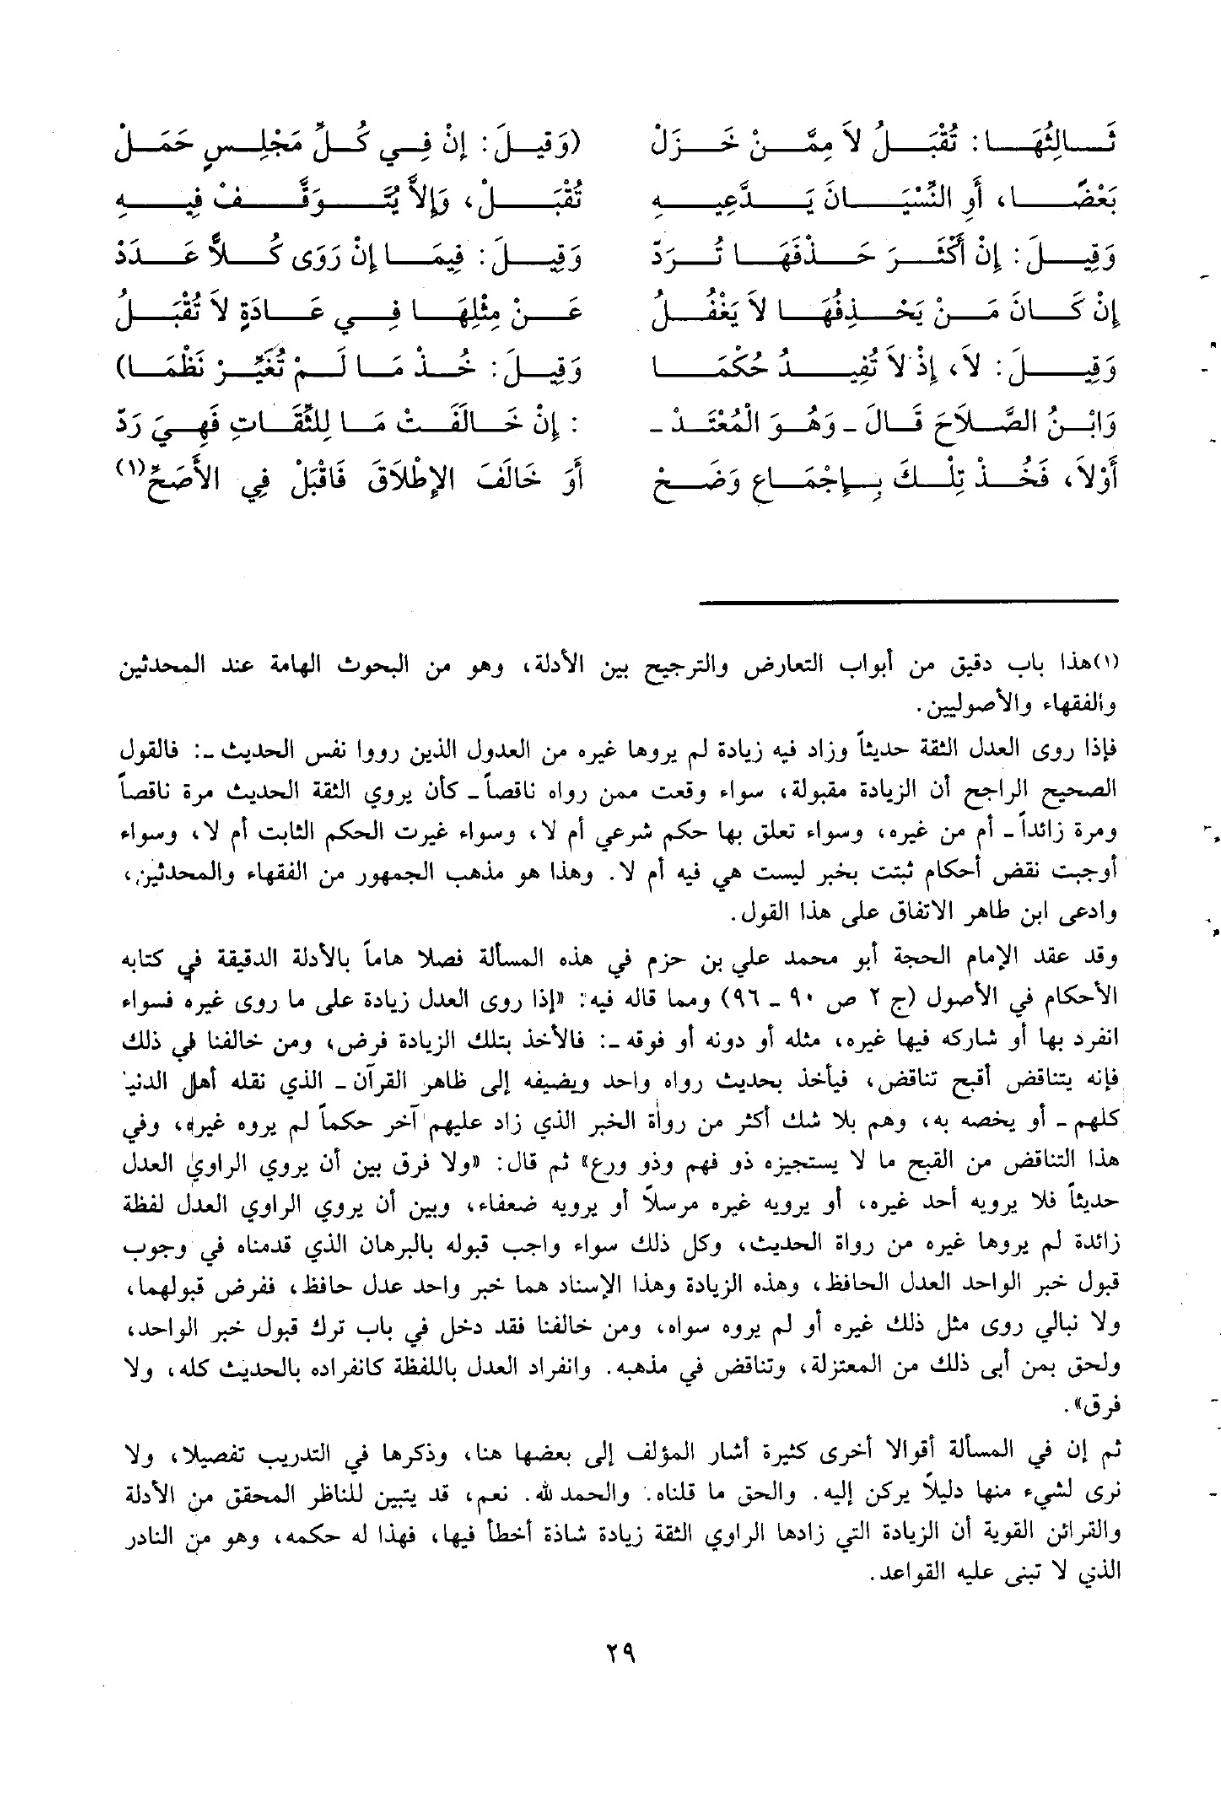 ثَالِثُهَا: تُقْبَلُ لاَ مِمَّنْ خَزَلْ (وَقِيلَ: إِنْ فِي كُلِّ مَجْلِسٍ حَمَلْ
بَعْضًا، أَوِ النِّسْيَانَ يَدَّعِيهِ تُقْبَلْ، وَإِلاَّ يُتَوَقَّفْ فِيهِ
وَقِيلَ: إِنْ أَكْثَرَ حَذْفَهَا تُرَدّ وَقِيلَ: فِيمَا إِنْ رَوَى كُلاًّ عَدَدْ
إِنْ كَانَ مَنْ يَحْذِفُهَا لاَ يَغْفُلُ عَنْ مِثْلِهَا فِي عَادَةٍ لاَ تُقْبَلُ
وَقِيلَ: لاَ، إِذْ لاَ تُفِيدُ حُكْمَا وَقِيلَ: خُذْ مَا لَمْ تُغَيِّرْ نَظْمَا)
وَابْنُ الصَّلاَحِ قَالَ - وَهُوَ الْمُعْتَمَدْ - : إِنْ خَالَفَتْ مَا لِلثِّقَاتِ فَهِيَ رَدّ
أَوْلاَ، فَخُذْ تِلْكَ بِإِجْمَاعٍ وَضَحْ أَوَ خَالَفَ الإِطْلاَقَ فَاقْبَلْ فِي الأَصَحِّ(١)
(١)هذا باب دقيق من أبواب التعارض والترجيح بين الأدلة، وهو من البحوث الهامة عند المحدثين
والفقهاء والأصوليين.
فإذا روى العدل الثقة حديثاً وزاد فيه زيادة لم يروها غيره من العدول الذين رووا نفس الحديث -: فالقول
الصحيح الراجح أن الزيادة مقبولة، سواء وقعت ممن رواه ناقصاً - كأن يروي الثقة الحديث مرة ناقصاً
ومرة زائداً - أم من غيره، وسواء تعلق بها حكم شرعي أم لا، وسواء غيرت الحكم الثابت أم لا، وسواء
أوجبت نقض أحكام ثبتت بخبر ليست هي فيه أم لا. وهذا هو مذهب الجمهور من الفقهاء والمحدثين،
وادعى ابن طاهر الاتفاق على هذا القول.
وقد عقد الإمام الحجة أبو محمد علي بن حزم في هذه المسألة فصلا هاماً بالأدلة الدقيقة في كتابه
الأحكام في الأصول (ج ٢ ص ٩٠ - ٩٦) ومما قاله فيه: «إذا روى العدل زيادة على ما روى غيره فسواء
انفرد بها أو شاركه فيها غيره، مثله أو دونه أو فوقه -: فالأخذ بتلك الزيادة فرض، ومن خالفنا في ذلك
فإنه يتناقض أقبح تناقض، فيأخذ بحديث رواه واحد ويضيفه إلى ظاهر القرآن - الذي نقله أهل الدنيا
كلهم - أو يخصه به، وهم بلا شك أكثر من رواة الخبر الذي زاد عليهم آخر حكماً لم يروه غيره، وفي
هذا التناقض من القبح ما لا يستجيزه ذو فهم وذو ورع» ثم قال: «ولا فرق بين أن يروي الراوي العدل
حديثاً فلا يرويه أحد غيره، أو يرويه غيره مرسلاً أو يرويه ضعفاء، وبين أن يروي الراوي العدل لفظة
زائدة لم يروها غيره من رواة الحديث، وكل ذلك سواء واجب قبوله بالبرهان الذي قدمناه في وجوب
قبول خبر الواحد العدل الحافظ، وهذه الزيادة وهذا الإسناد هما خبر واحد عدل حافظ، ففرض قبولهما،
ولا نبالي روى مثل ذلك غيره أو لم يروه سواه، ومن خالفنا فقد دخل في باب ترك قبول خبر الواحد،
ولحق بمن أبى ذلك من المعتزلة، وتناقض في مذهبه. وانفراد العدل باللفظة كانفراده بالحديث كله، ولا
فرق».
ثم إن في المسألة أقوالا أخرى كثيرة أشار المؤلف إلى بعضها هنا، وذكرها في التدريب تفصيلا، ولا
نرى لشيء منها دليلاً يركن إليه. والحق ما قلناه. والحمد لله. نعم، قد يتبين للناظر المحقق من الأدلة
والقرائن القوية أن الزيادة التي زادها الراوي الثقة زيادة شاذة أخطأ فيها، فهذا له حكمه، وهو من النادر
الذي لا تبنى عليه القواعد.
٢٩